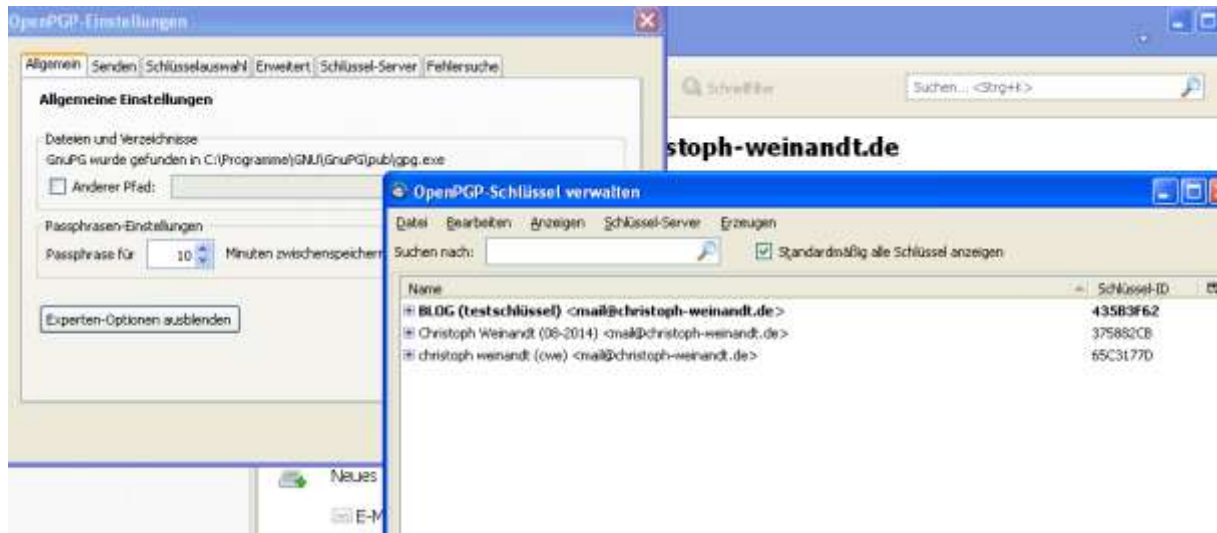 OpenPGP-Einstellungen
Allgemein Senden Schlüsselauswahl Erweitert Schlüssel-Server Fehlersuche
Allgemeine Einstellungen
Dateien und Verzeichnisse
GnuPG wurde gefunden in C:\Programme\GNU\GnuPG\pub\gpg.exe
Anderer Pfad:
Passphrasen-Einstellungen
Passphrase für 10 Minuten zwischenspeichern
Experten-Optionen ausblenden
Schnellfilter
Suchen... <Strg+K>
stoph-weinandt.de
OpenPGP-Schlüssel verwalten
Datei Bearbeiten Anzeigen Schlüssel-Server Erzeugen
Suchen nach: Standardmäßig alle Schlüssel anzeigen
Name Schlüssel-ID
BLOG (testschlüssel) <mail@christoph-weinandt.de> 435B3F62
Christoph Weinandt (08-2014) <mail@christoph-weinandt.de> 375882CB
christoph weinandt (cwe) <mail@christoph-weinandt.de> 65C3177D
Neues
E-M